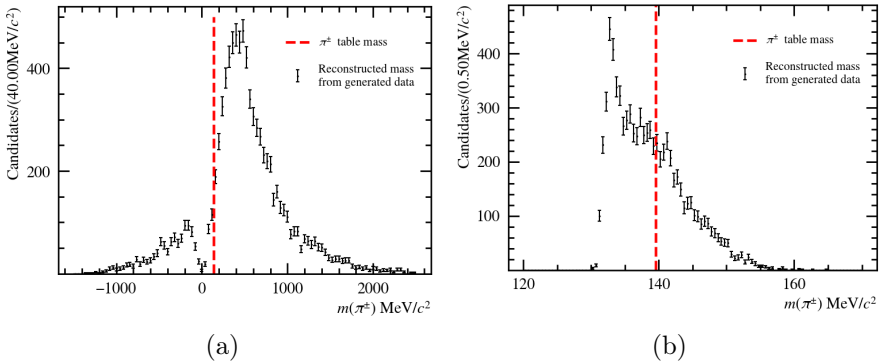 Candidates/(40.00MeV/c²)
400
200
−1000
0
1000
2000
m(π±) MeV/c²
π± table mass
Reconstructed mass
from generated data
(a)
Candidates/(0.50MeV/c²)
400
300
200
100
120
140
160
m(π±) MeV/c²
π± table mass
Reconstructed mass
from generated data
(b)